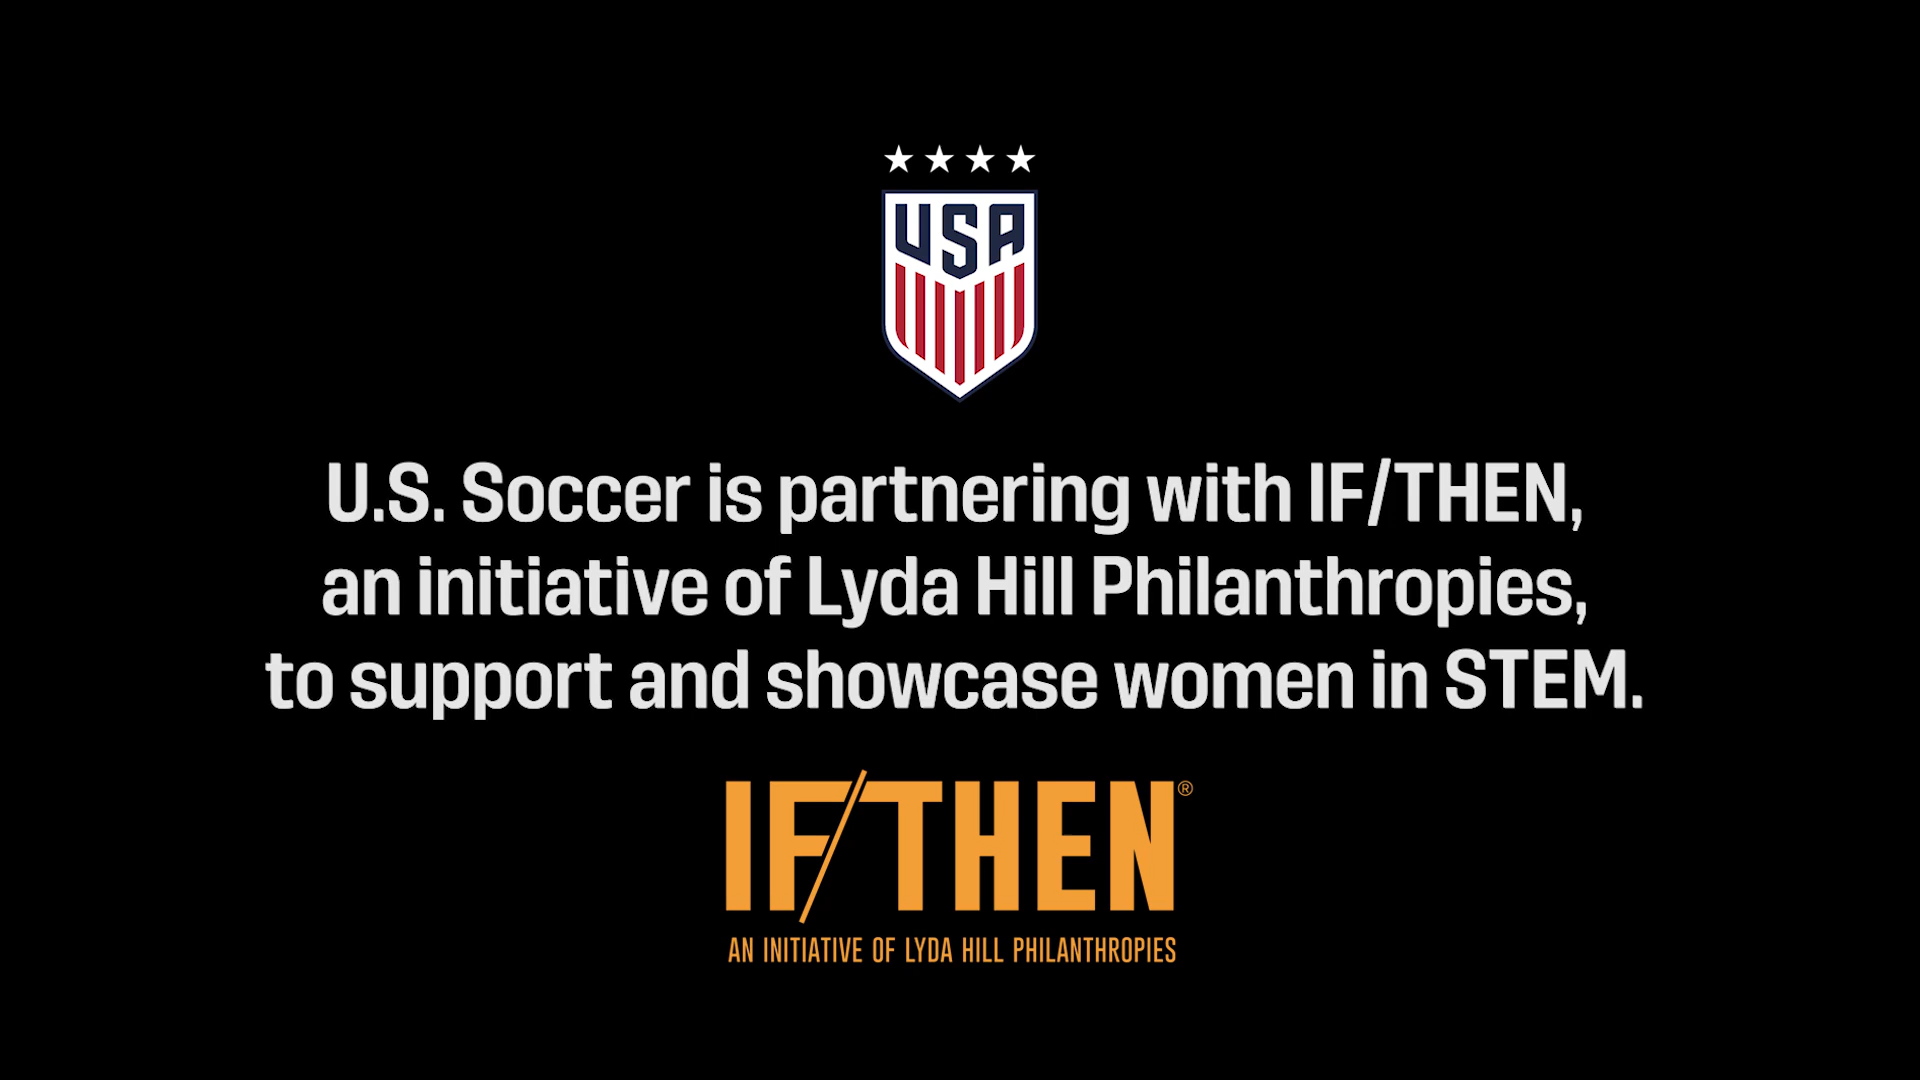 USA
U.S. Soccer is partnering with IF/THEN,
an initiative of Lyda Hill Philanthropies,
to support and showcase women in STEM.
IF/THEN®
AN INITIATIVE OF LYDA HILL PHILANTHROPIES